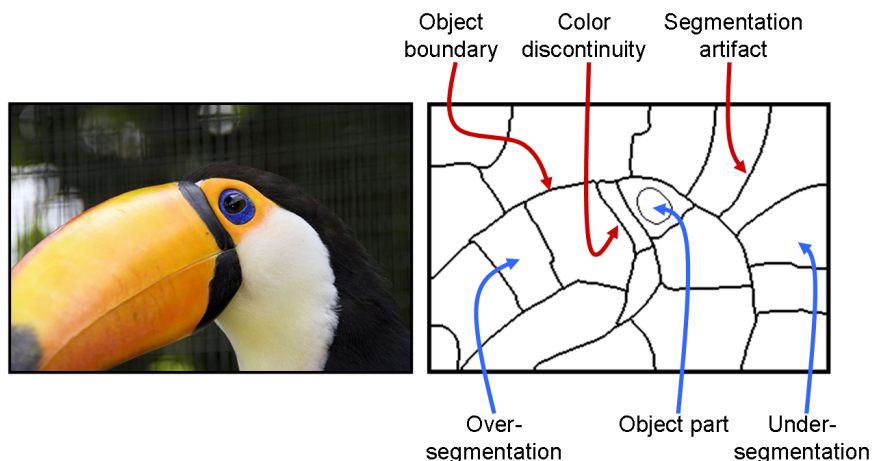 Object
boundary
Color
discontinuity
Segmentation
artifact
Over-
segmentation
Object part
Under-
segmentation